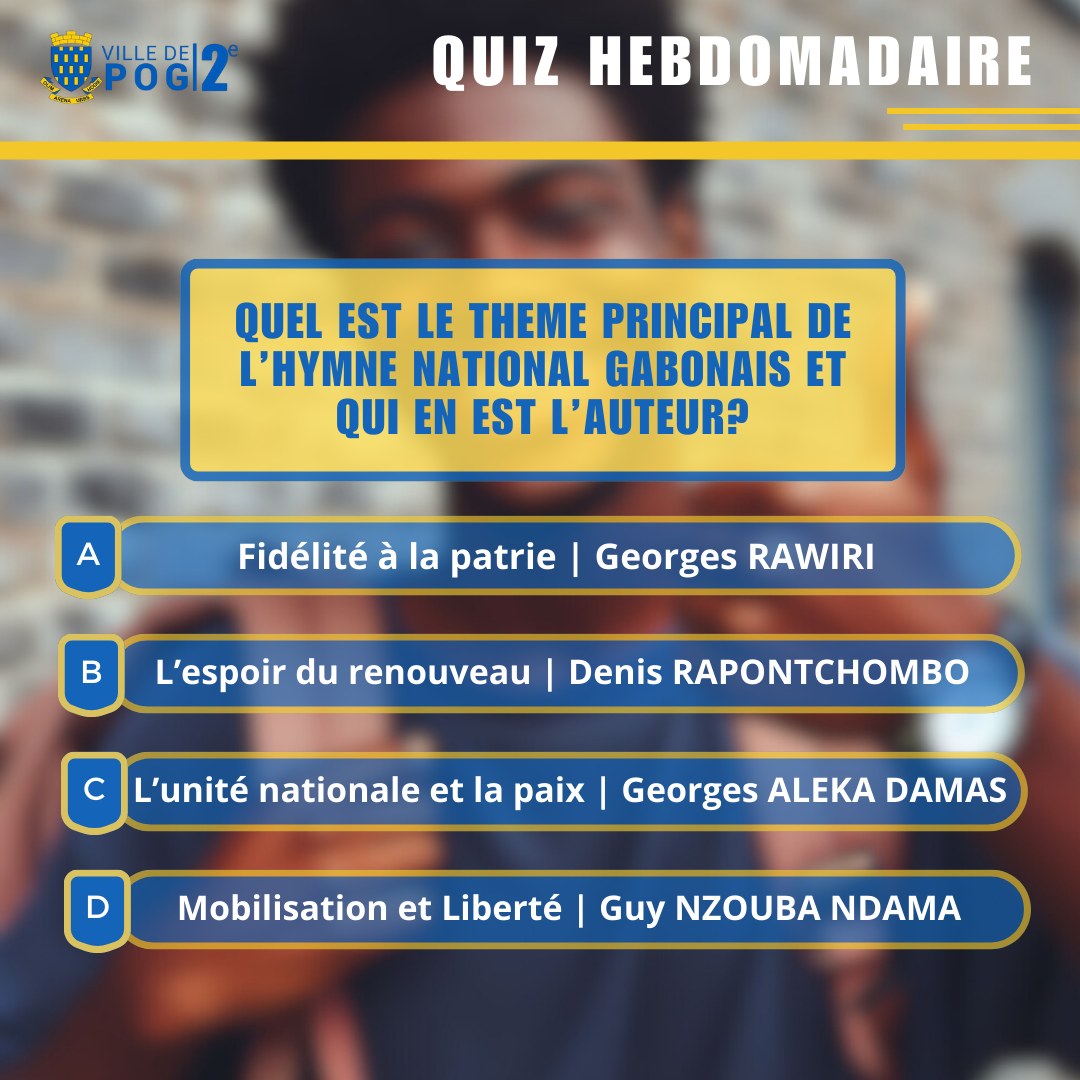 VILLE DE
POG|2e
QUIZ HEBDOMADAIRE
QUEL EST LE THEME PRINCIPAL DE
L’HYMNE NATIONAL GABONAIS ET
QUI EN EST L’AUTEUR?
A
Fidélité à la patrie | Georges RAWIRI
B
L’espoir du renouveau | Denis RAPONTCHOMBO
C
L’unité nationale et la paix | Georges ALEKA DAMAS
D
Mobilisation et Liberté | Guy NZOUBA NDAMA